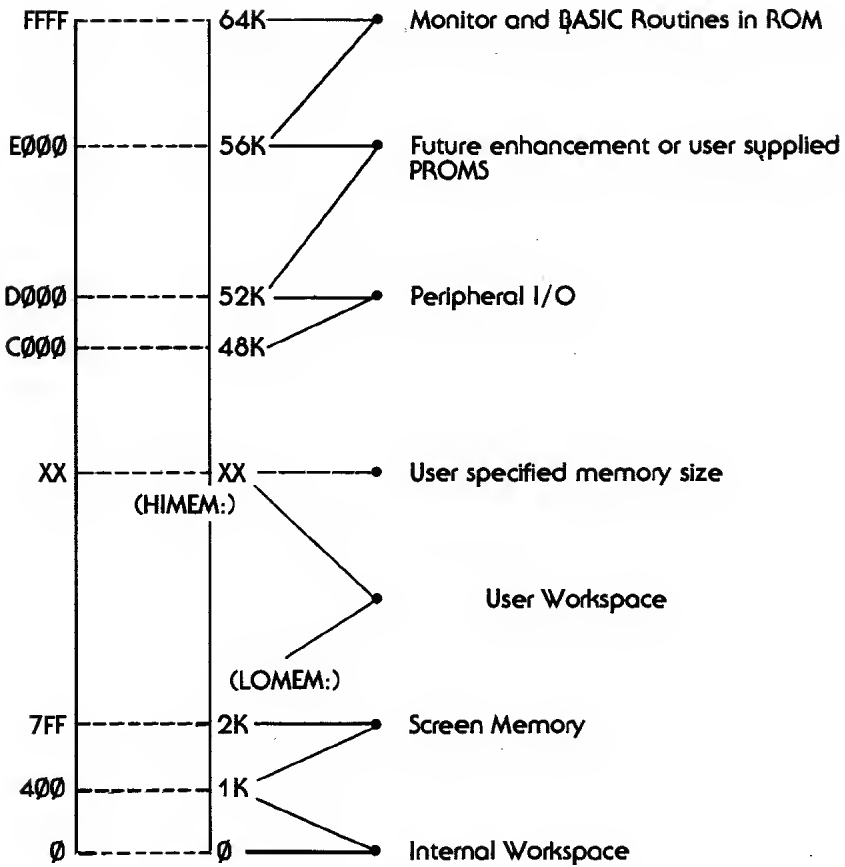 FFFF 64K Monitor and BASIC Routines in ROM
EØØØ 56K Future enhancement or user supplied
PROMS
DØØØ 52K Peripheral I/O
CØØØ 48K
XX XX User specified memory size
(HIMEM:)
User Workspace
(LOMEM:)
7FF 2K Screen Memory
4ØØ 1K
Ø Ø Internal Workspace